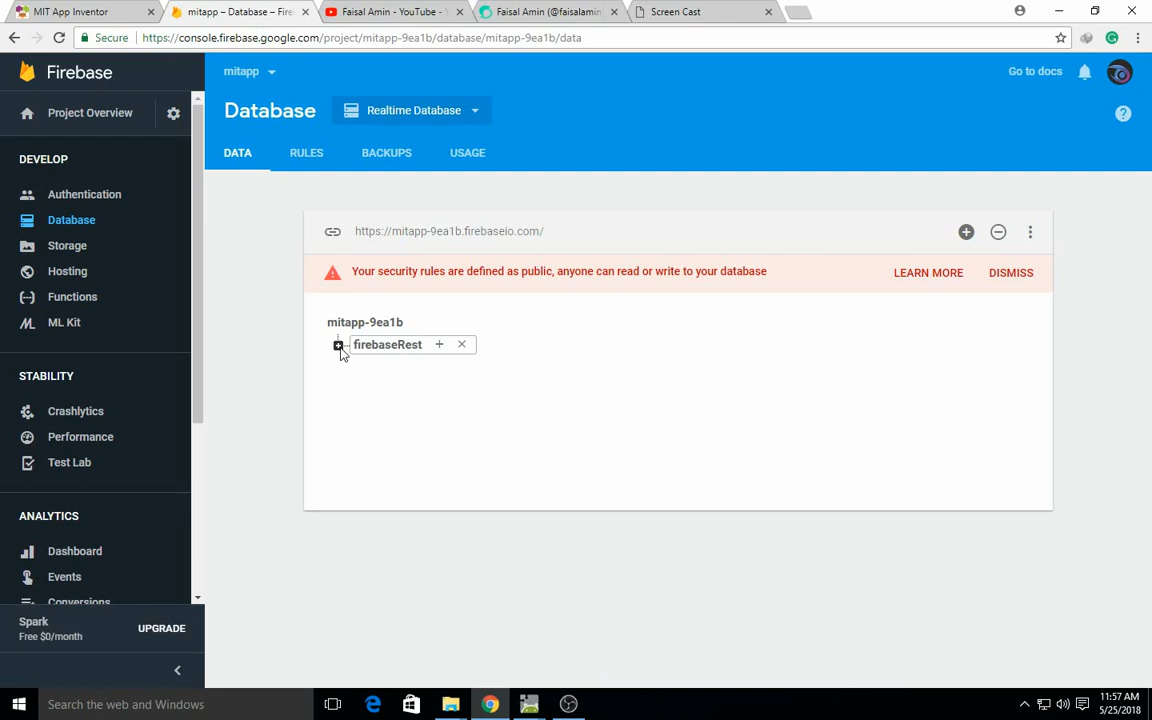 MIT App Inventor
mitapp – Database – Fire
Faisal Amin - YouTube -
Faisal Amin (@faisalamin
Screen Cast
Secure
https://console.firebase.google.com/project/mitapp-9ea1b/database/mitapp-9ea1b/data
Firebase
mitapp
Go to docs
Project Overview
Database
Realtime Database
DATA
RULES
BACKUPS
USAGE
DEVELOP
Authentication
Database
Storage
Hosting
Functions
ML Kit
https://mitapp-9ea1b.firebaseio.com/
Your security rules are defined as public, anyone can read or write to your database
LEARN MORE
DISMISS
mitapp-9ea1b
firebaseRest
STABILITY
Crashlytics
Performance
Test Lab
ANALYTICS
Dashboard
Events
Conversions
Spark
Free $0/month
UPGRADE
Search the web and Windows
11:57 AM
5/25/2018